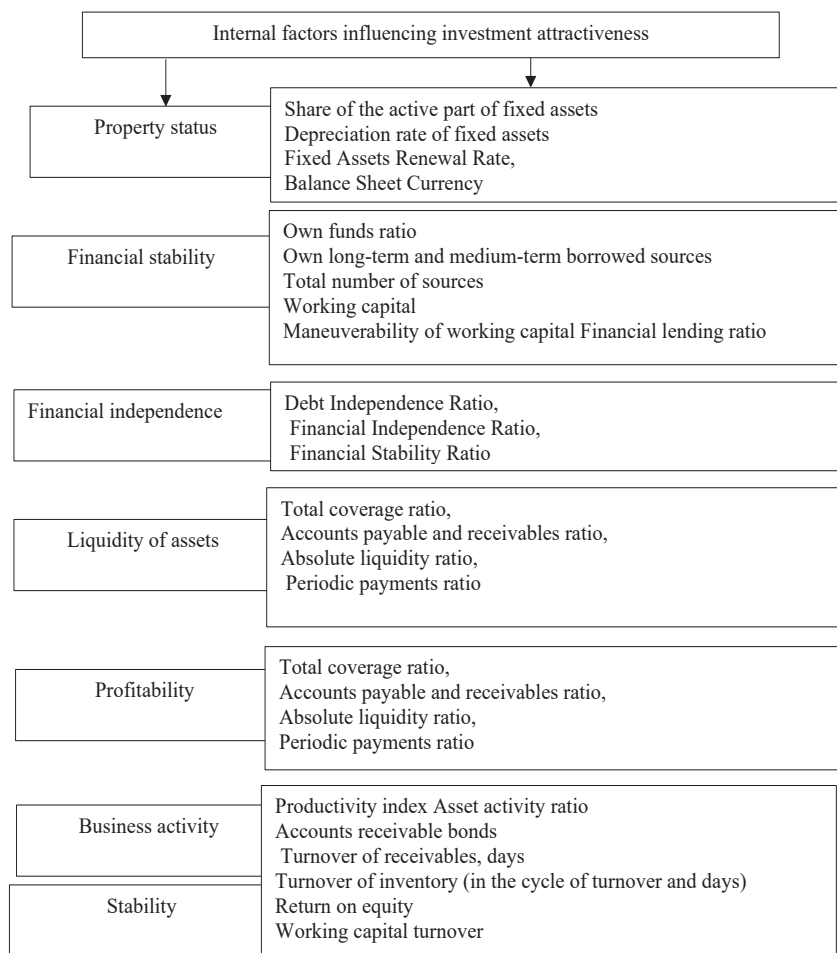 Internal factors influencing investment attractiveness
Property status
Share of the active part of fixed assets
Depreciation rate of fixed assets
Fixed Assets Renewal Rate,
Balance Sheet Currency
Financial stability
Own funds ratio
Own long-term and medium-term borrowed sources
Total number of sources
Working capital
Maneuverability of working capital Financial lending ratio
Financial independence
Debt Independence Ratio,
Financial Independence Ratio,
Financial Stability Ratio
Liquidity of assets
Total coverage ratio,
Accounts payable and receivables ratio,
Absolute liquidity ratio,
Periodic payments ratio
Profitability
Total coverage ratio,
Accounts payable and receivables ratio,
Absolute liquidity ratio,
Periodic payments ratio
Business activity
Stability
Productivity index Asset activity ratio
Accounts receivable bonds
Turnover of receivables, days
Turnover of inventory (in the cycle of turnover and days)
Return on equity
Working capital turnover